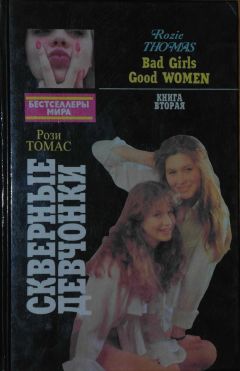 Rozie
THOMAS
Bad Girls
Good WOMEN
КНИГА
ВТОРАЯ
БЕСТСЕЛЛЕРЫ
МИРА
Рози
ТОМАС
СКВЕРНЫЕ
ДЕВЧОНКИ